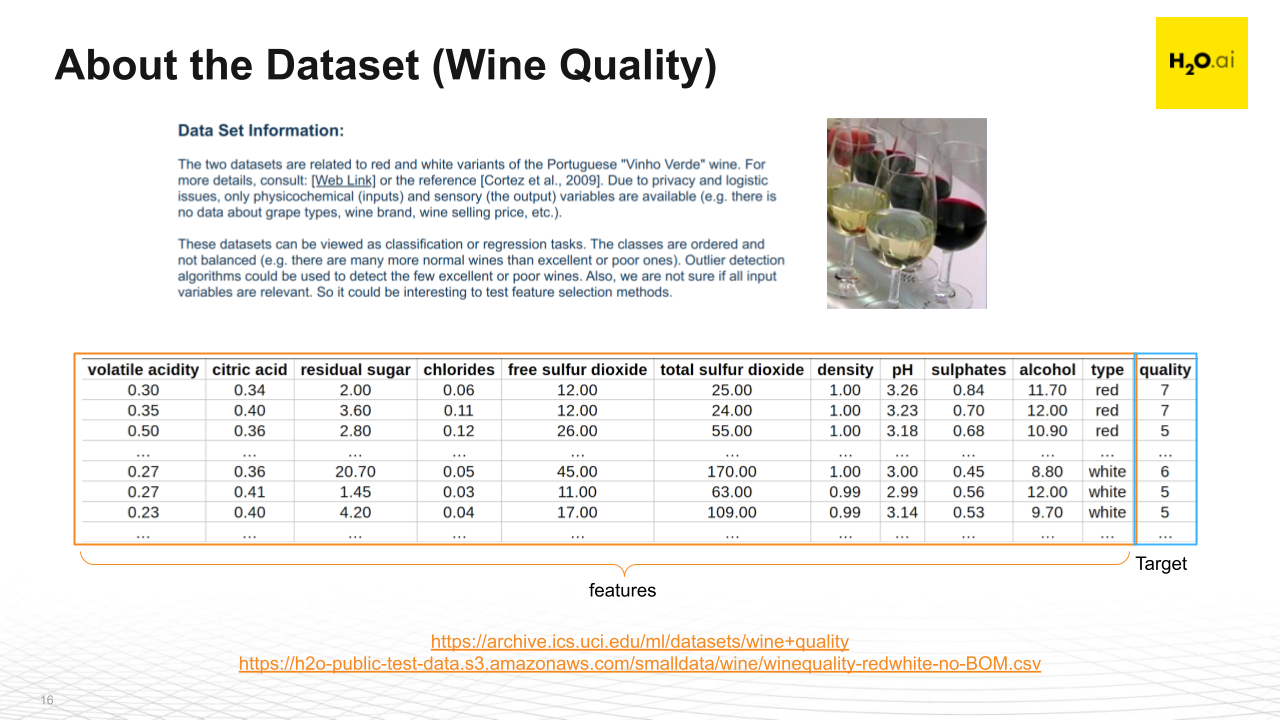 About the Dataset (Wine Quality)
H2O.ai
Data Set Information:
The two datasets are related to red and white variants of the Portuguese "Vinho Verde" wine. For
more details, consult: [Web Link] or the reference [Cortez et al., 2009]. Due to privacy and logistic
issues, only physicochemical (inputs) and sensory (the output) variables are available (e.g. there is
no data about grape types, wine brand, wine selling price, etc.).
These datasets can be viewed as classification or regression tasks. The classes are ordered and
not balanced (e.g. there are many more normal wines than excellent or poor ones). Outlier detection
algorithms could be used to detect the few excellent or poor wines. Also, we are not sure if all input
variables are relevant. So it could be interesting to test feature selection methods.
volatile acidity citric acid residual sugar chlorides free sulfur dioxide total sulfur dioxide density pH sulphates alcohol type quality
0.30 0.34 2.00 0.06 12.00 25.00 1.00 3.26 0.84 11.70 red 7
0.35 0.40 3.60 0.11 12.00 24.00 1.00 3.23 0.70 12.00 red 7
0.50 0.36 2.80 0.12 26.00 55.00 1.00 3.18 0.68 10.90 red 5
… … … … … … … … … … … …
0.27 0.36 20.70 0.05 45.00 170.00 1.00 3.00 0.45 8.80 white 6
0.27 0.41 1.45 0.03 11.00 63.00 0.99 2.99 0.56 12.00 white 5
0.23 0.40 4.20 0.04 17.00 109.00 0.99 3.14 0.53 9.70 white 5
… … … … … … … … … … … …
Target
features
https://archive.ics.uci.edu/ml/datasets/wine+quality
https://h2o-public-test-data.s3.amazonaws.com/smalldata/wine/winequality-redwhite-no-BOM.csv
16